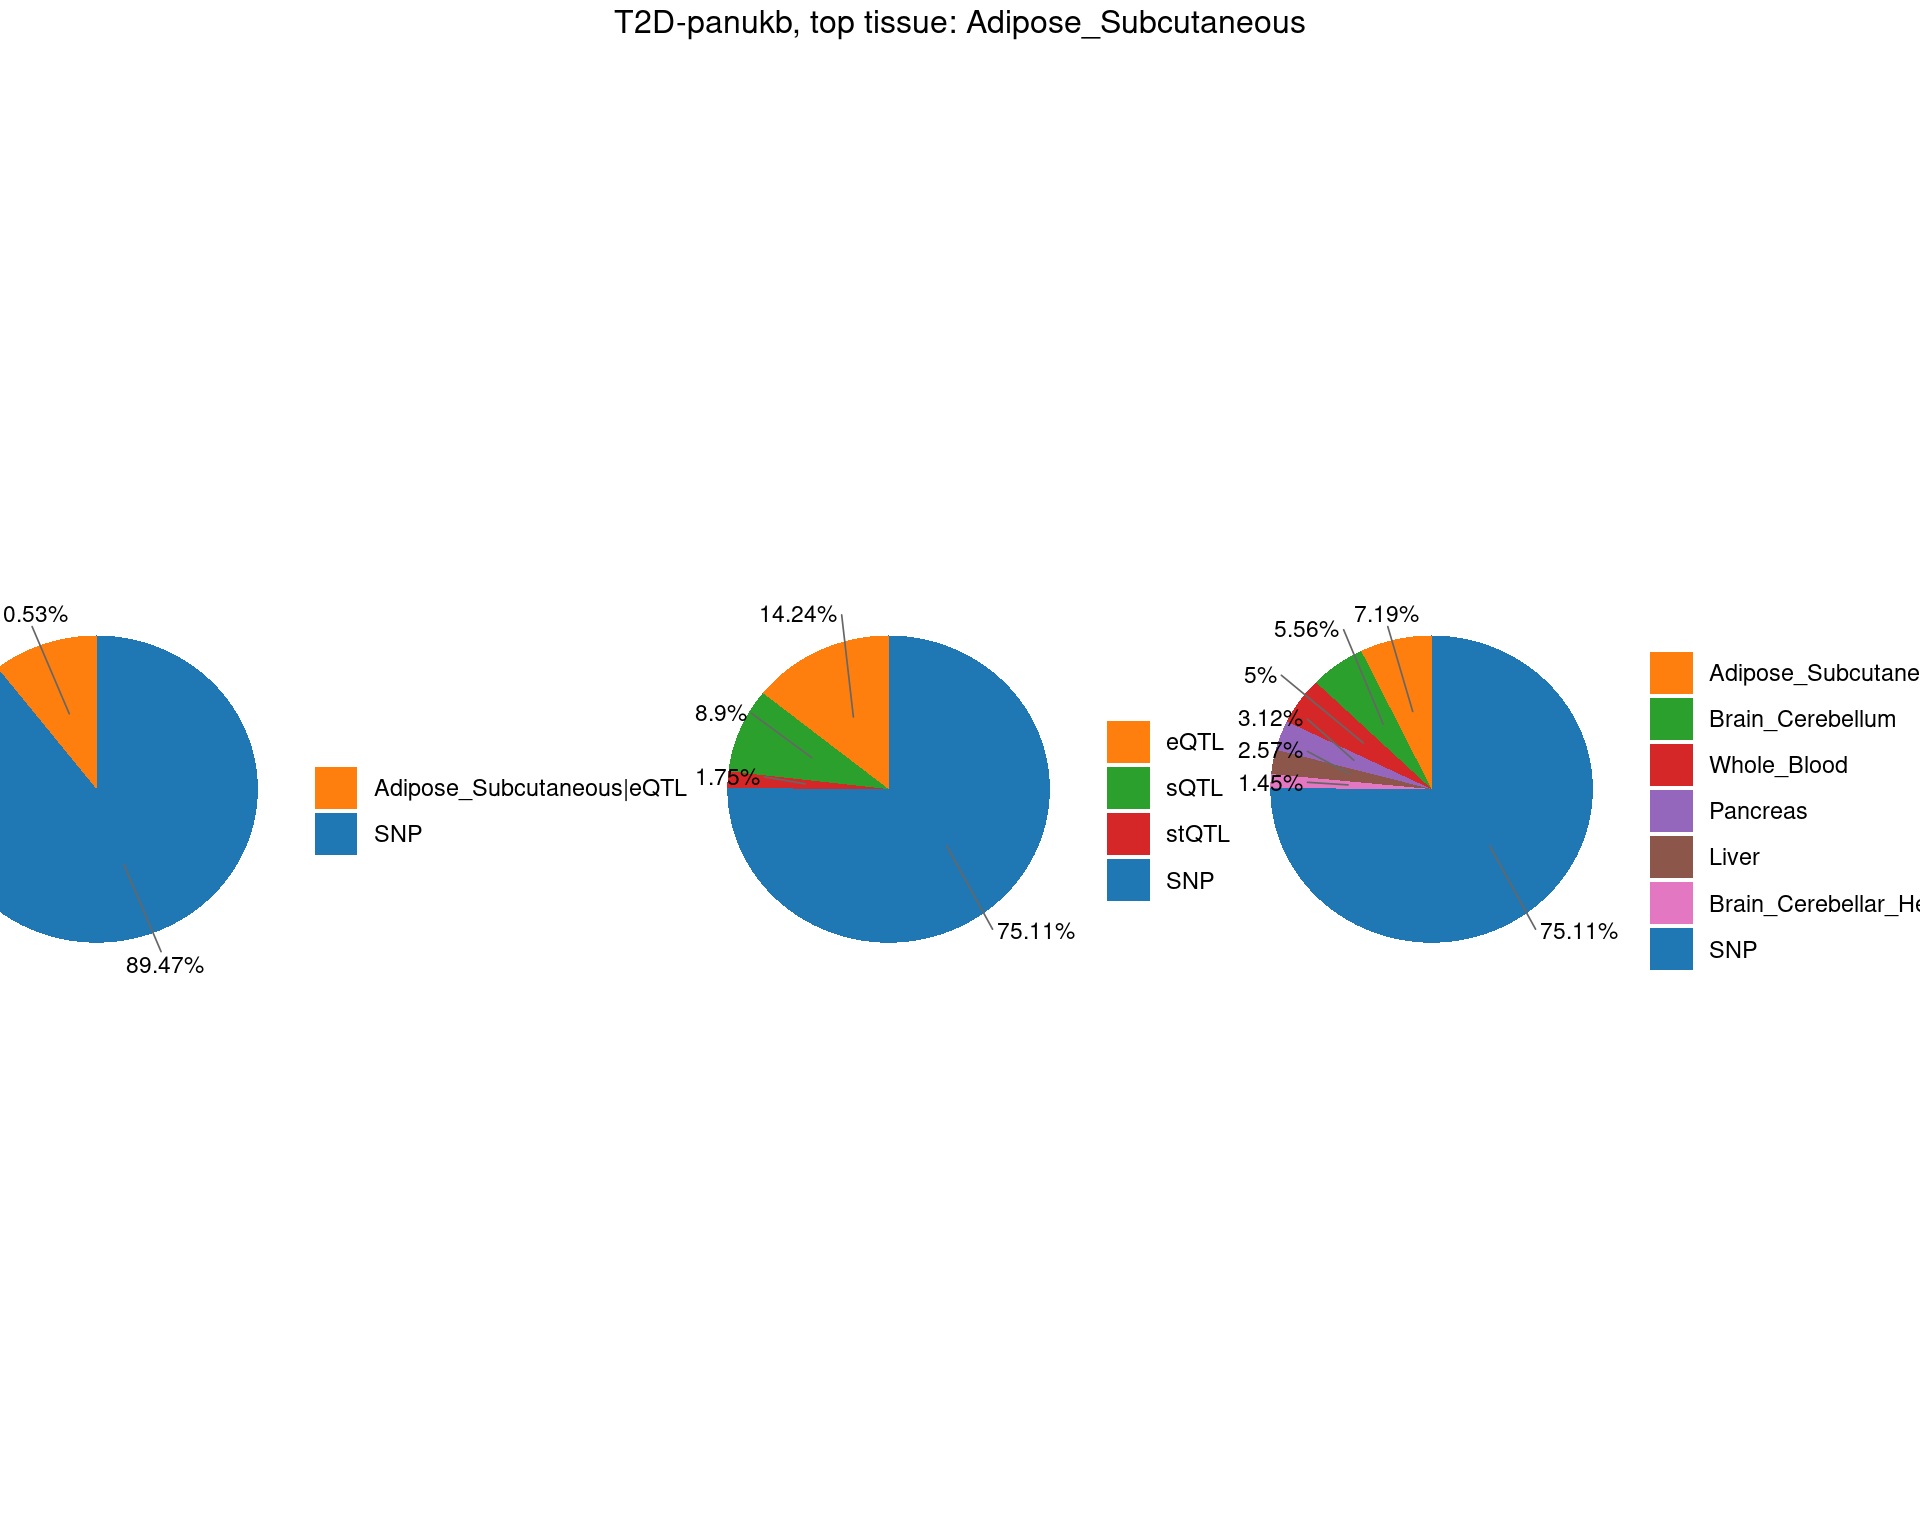 T2D-panukb, top tissue: Adipose_Subcutaneous
0.53%
89.47%
Adipose_Subcutaneous|eQTL
SNP
14.24%
8.9%
1.75%
75.11%
eQTL
sQTL
stQTL
SNP
7.19%
5.56%
5%
3.12%
2.57%
1.45%
75.11%
Adipose_Subcutane
Brain_Cerebellum
Whole_Blood
Pancreas
Liver
Brain_Cerebellar_He
SNP